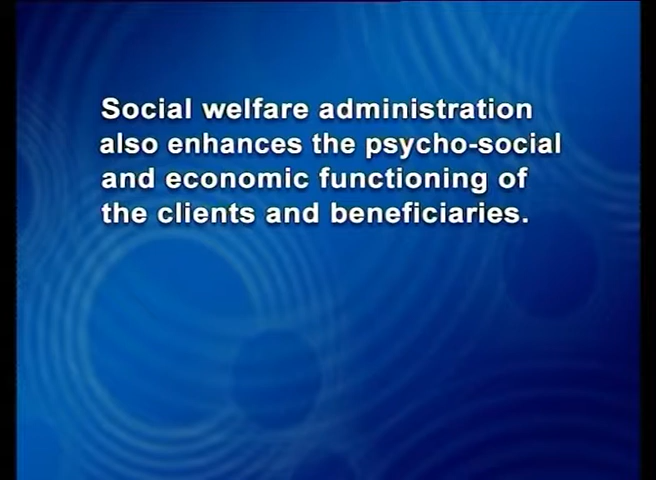 Social welfare administration
also enhances the psycho-social
and economic functioning of
the clients and beneficiaries.